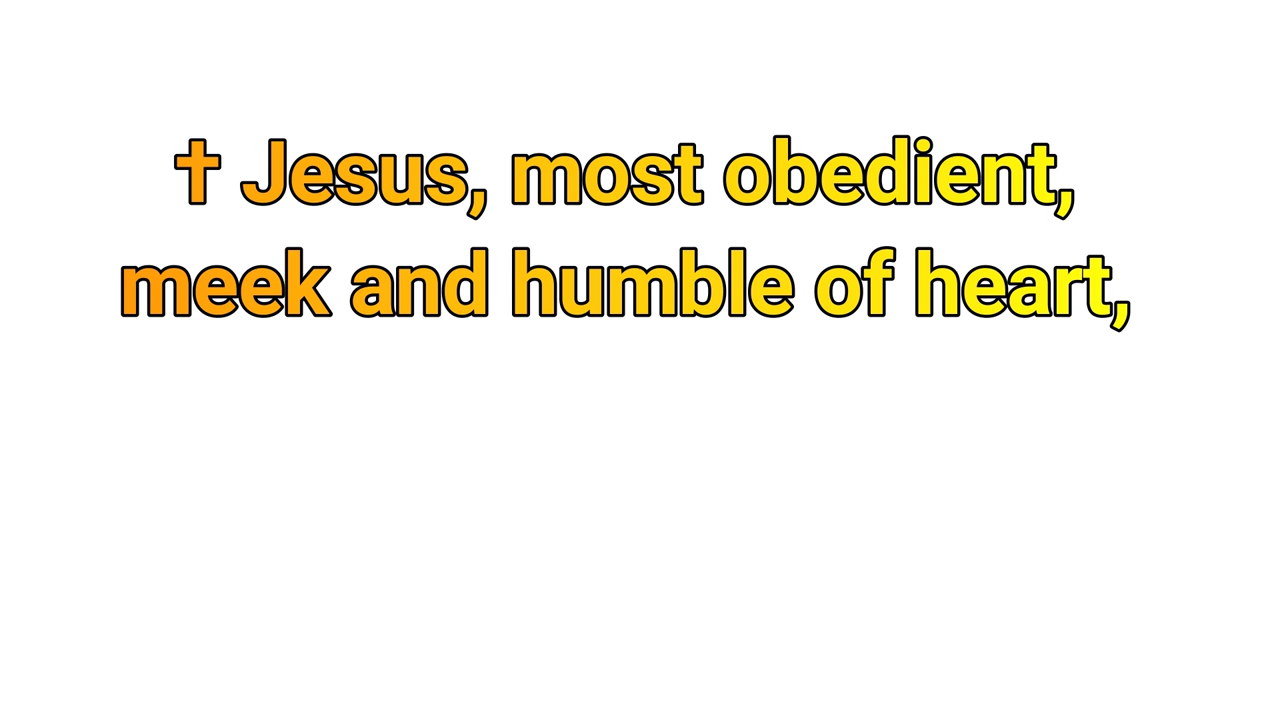 ✝ Jesus, most obedient,
meek and humble of heart,